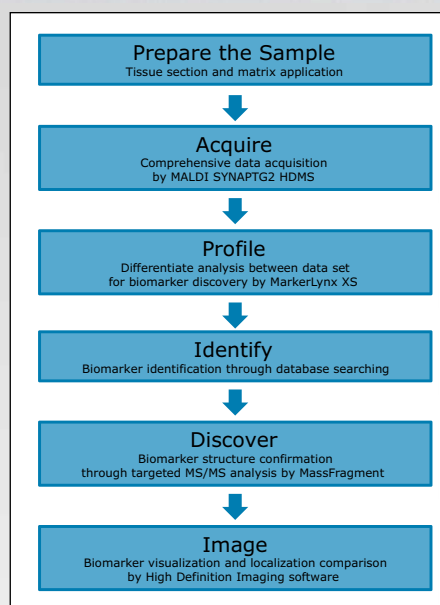 Prepare the Sample
Tissue section and matrix application
Acquire
Comprehensive data acquisition
by MALDI SYNAPTG2 HDMS
Profile
Differentiate analysis between data set
for biomarker discovery by MarkerLynx XS
Identify
Biomarker identification through database searching
Discover
Biomarker structure confirmation
through targeted MS/MS analysis by MassFragment
Image
Biomarker visualization and localization comparison
by High Definition Imaging software